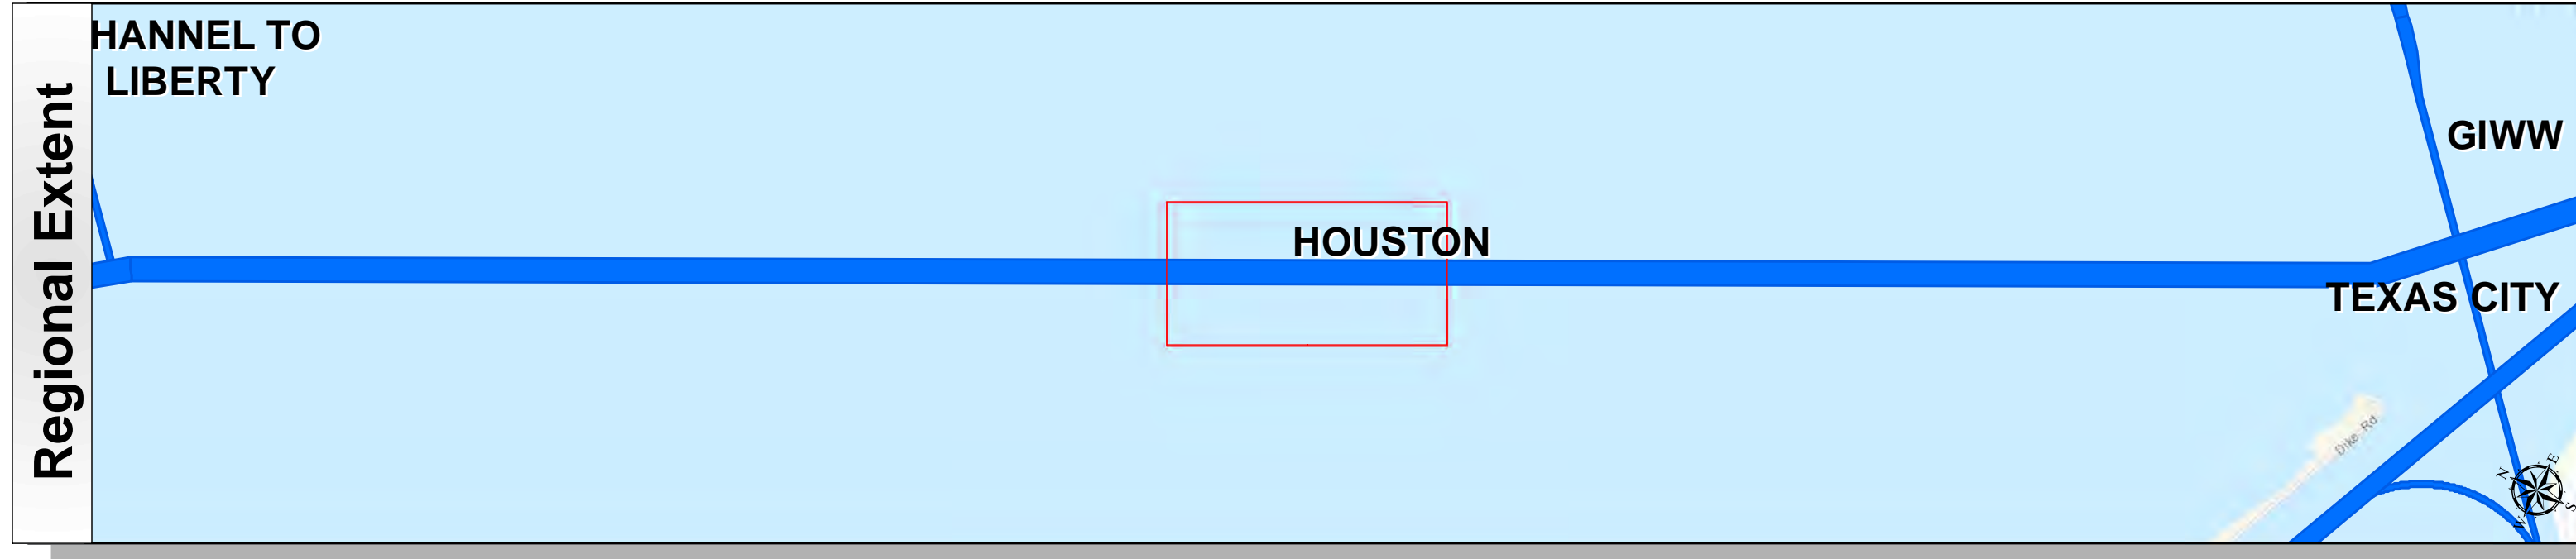 Regional Extent
HANNEL TO
LIBERTY
GIWW
HOUSTON
TEXAS CITY
Dike Rd
N
E
S
W